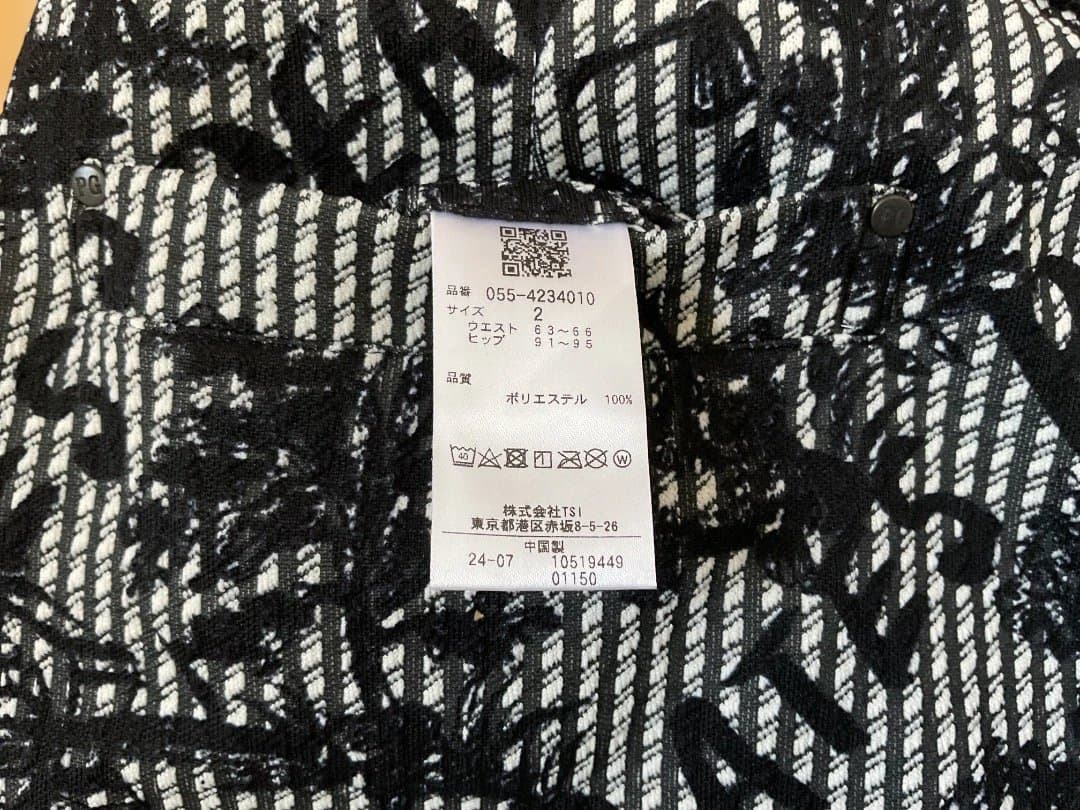 PG
品番 055-4234010
サイズ 2
ウエスト 63〜66
ヒップ 91〜95
品質
ポリエステル 100%
40
W
株式会社TSI
東京都港区赤坂8-5-26
中国製
24-07 10519449
01150